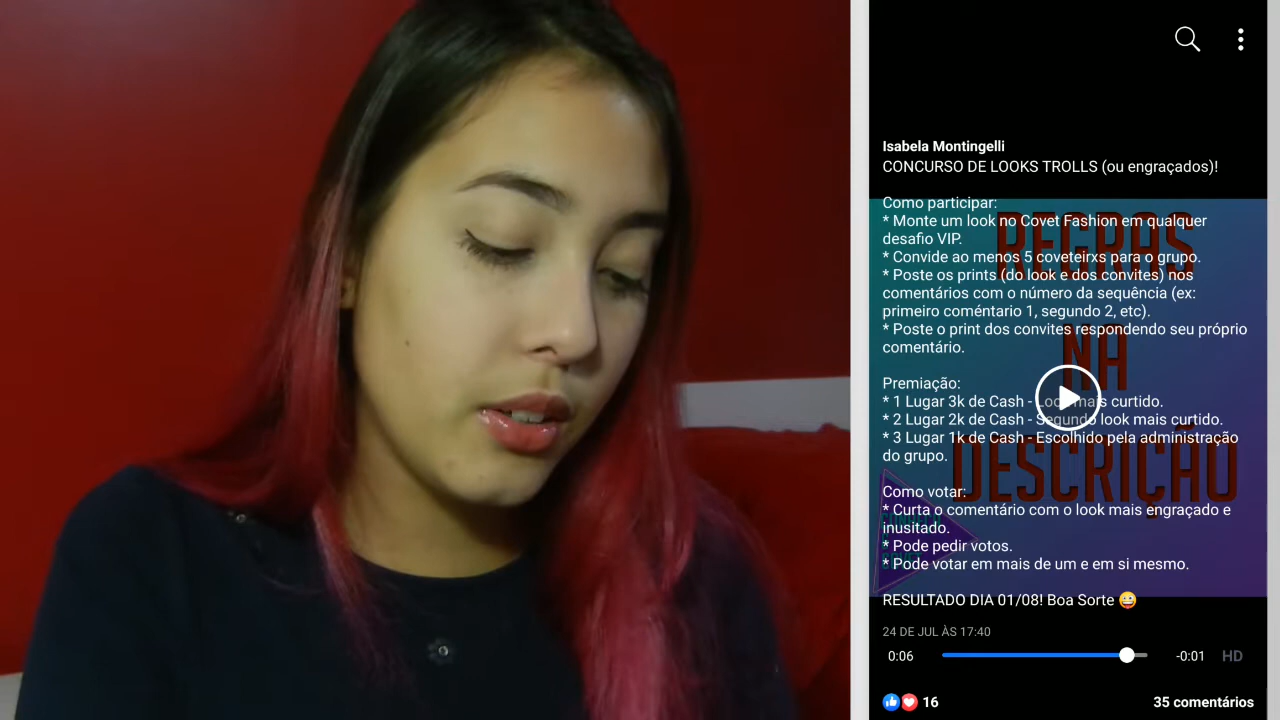 Isabela Montingelli
CONCURSO DE LOOKS TROLLS (ou engraçados)!
Como participar:
* Monte um look no Covet Fashion em qualquer
desafio VIP.
* Convide ao menos 5 coveteirxs para o grupo.
* Poste os prints (do look e dos convites) nos
comentários com o número da sequência (ex:
primeiro coméntario 1, segundo 2, etc).
* Poste o print dos convites respondendo seu próprio
comentário.
Premiação:
* 1 Lugar 3k de Cash - Look mais curtido.
* 2 Lugar 2k de Cash - Segundo look mais curtido.
* 3 Lugar 1k de Cash - Escolhido pela administração
do grupo.
Como votar:
* Curta o comentário com o look mais engraçado e
inusitado.
* Pode pedir votos.
* Pode votar em mais de um e em si mesmo.
RESULTADO DIA 01/08! Boa Sorte 😀
24 DE JUL ÀS 17:40
0:06
-0:01
HD
16
35 comentários
REGRAS
NA
DESCRIÇÃO